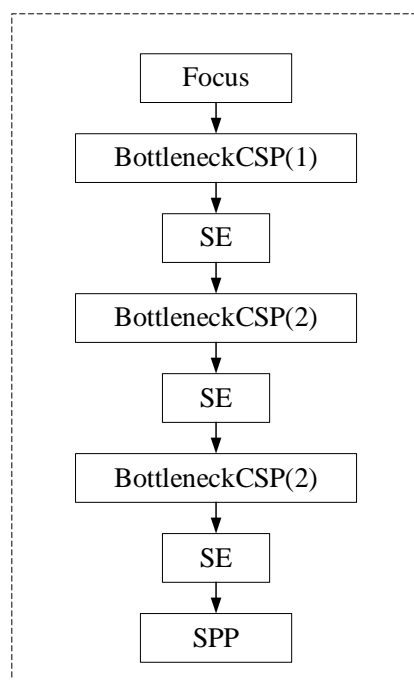 Focus
BottleneckCSP(1)
SE
BottleneckCSP(2)
SE
BottleneckCSP(2)
SE
SPP